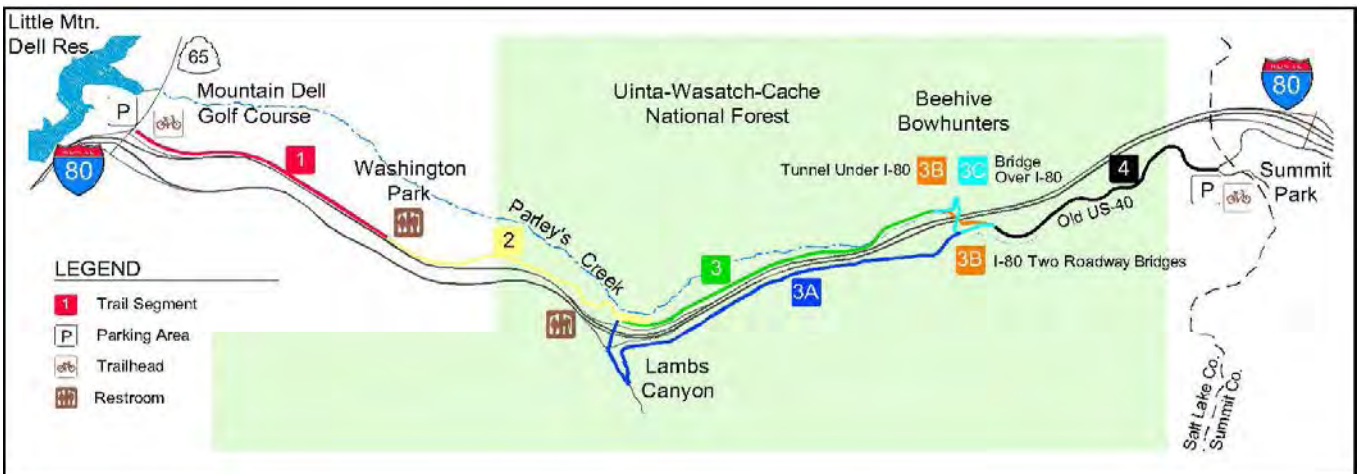 Little Mtn.
Dell Res.
65
P
Mountain Dell
Golf Course
80
1
Washington
Park
2
Parley's
Creek
Uinta-Wasatch-Cache
National Forest
Beehive
Bowhunters
Tunnel Under I-80 3B 3C Bridge
Over I-80
3
3A
3B I-80 Two Roadway Bridges
4
Old US-40
80
P
Summit
Park
Lambs
Canyon
Salt Lake Co.
Summit Co.
LEGEND
1 Trail Segment
P Parking Area
Trailhead
Restroom